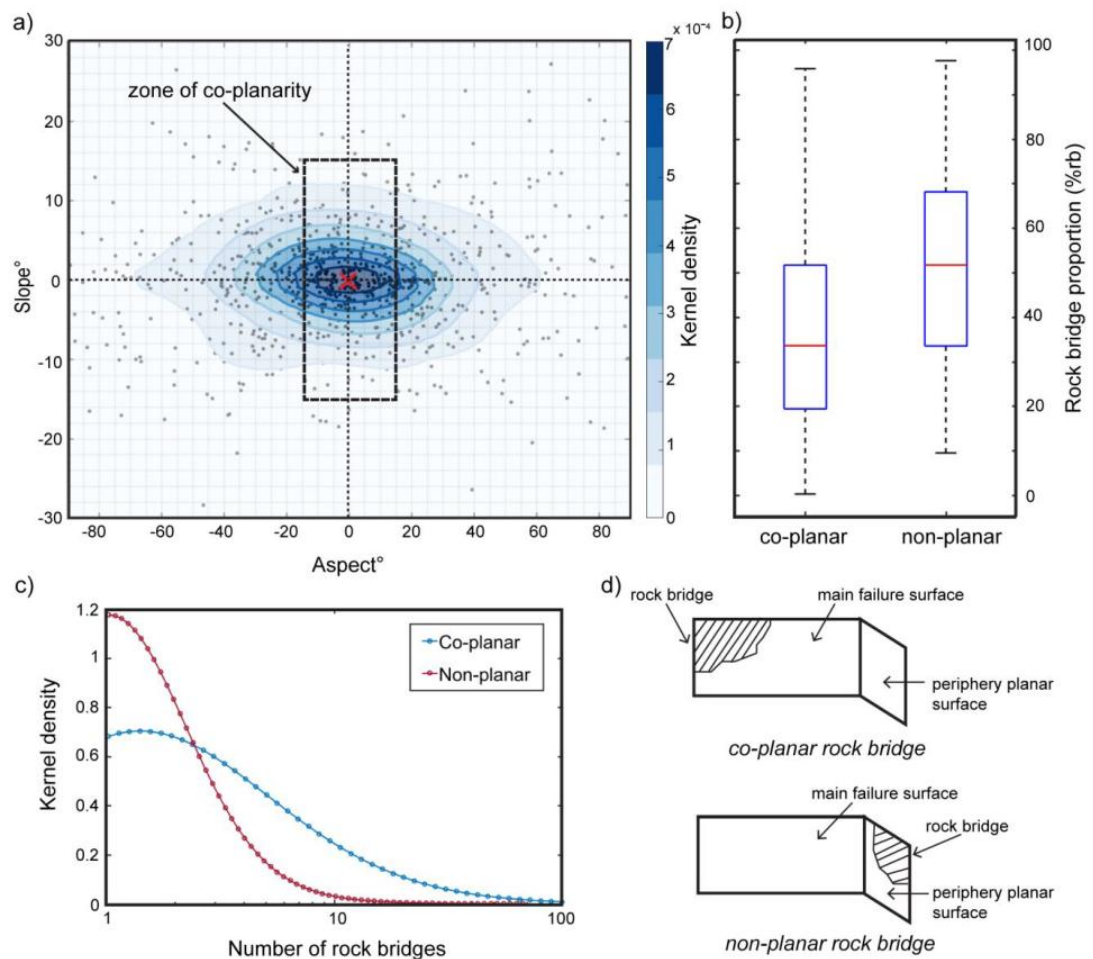 a)
x 10⁻⁴
30
20
10
0
-10
-20
-30
Slope°
zone of co-planarity
-80
-60
-40
-20
0
20
40
60
80
Aspect°
7
6
5
4
3
2
1
0
Kernel density
b)
100
80
60
40
20
0
Rock bridge proportion (%rb)
co-planar
non-planar
c)
1.2
1
0.8
0.6
0.4
0.2
0
Kernel density
Co-planar
Non-planar
1
10
100
Number of rock bridges
d)
rock bridge
main failure surface
periphery planar
surface
co-planar rock bridge
main failure surface
rock bridge
periphery planar
surface
non-planar rock bridge